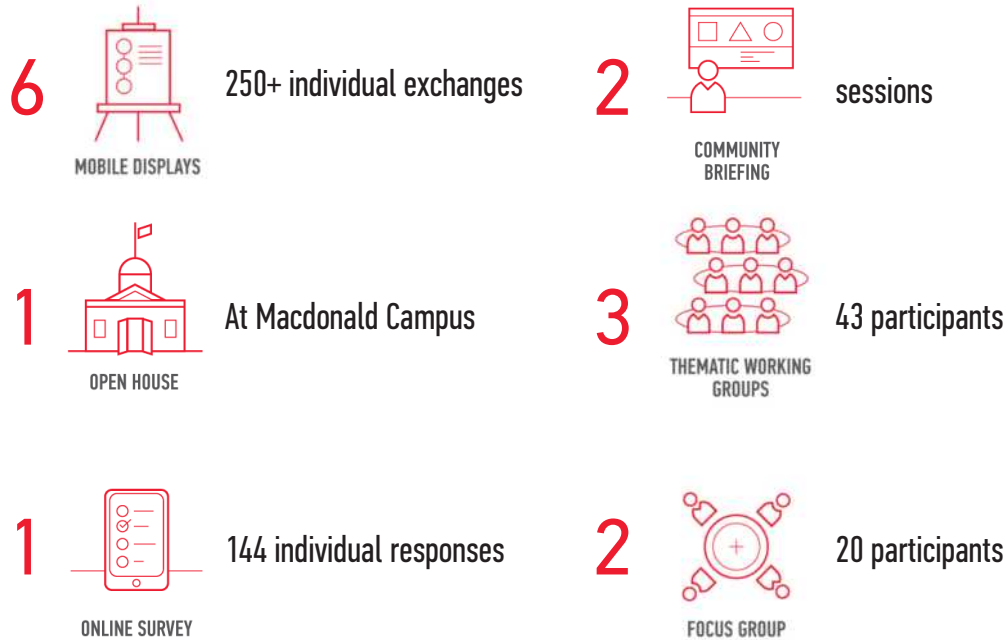 6
MOBILE DISPLAYS
250+ individual exchanges
2
COMMUNITY
BRIEFING
sessions
1
OPEN HOUSE
At Macdonald Campus
3
THEMATIC WORKING
GROUPS
43 participants
1
ONLINE SURVEY
144 individual responses
2
FOCUS GROUP
20 participants